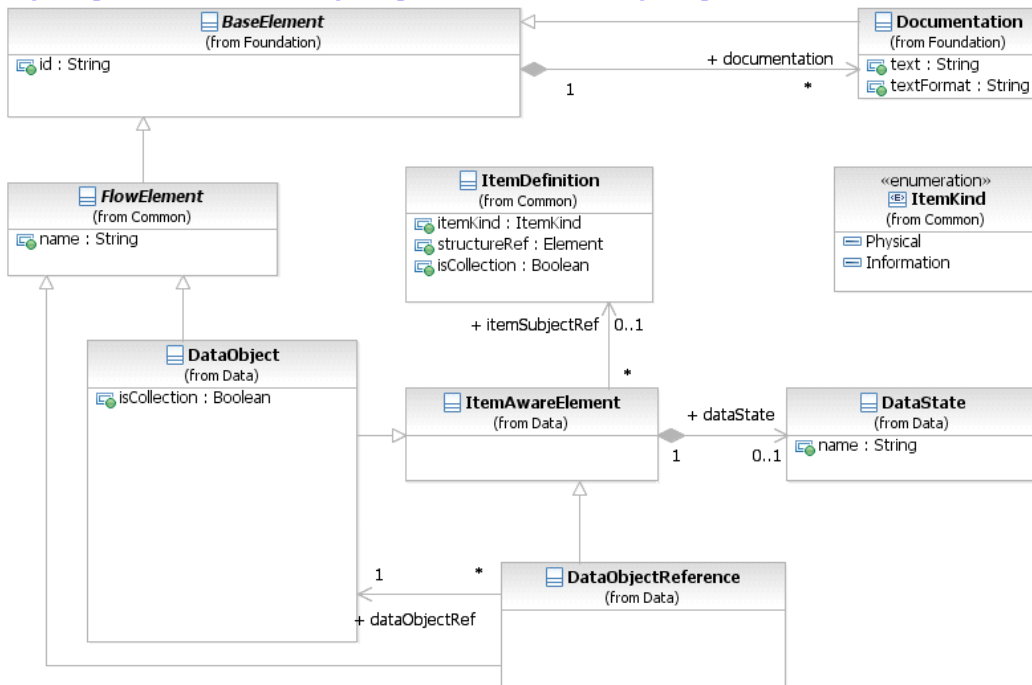 BaseElement
(from Foundation)
id : String
Documentation
(from Foundation)
text : String
textFormat : String
+ documentation
1
*
FlowElement
(from Common)
name : String
ItemDefinition
(from Common)
itemKind : ItemKind
structureRef : Element
isCollection : Boolean
«enumeration»
ItemKind
(from Common)
Physical
Information
+ itemSubjectRef
0..1
*
DataObject
(from Data)
isCollection : Boolean
ItemAwareElement
(from Data)
+ dataState
1
0..1
DataState
(from Data)
name : String
1
*
+ dataObjectRef
DataObjectReference
(from Data)